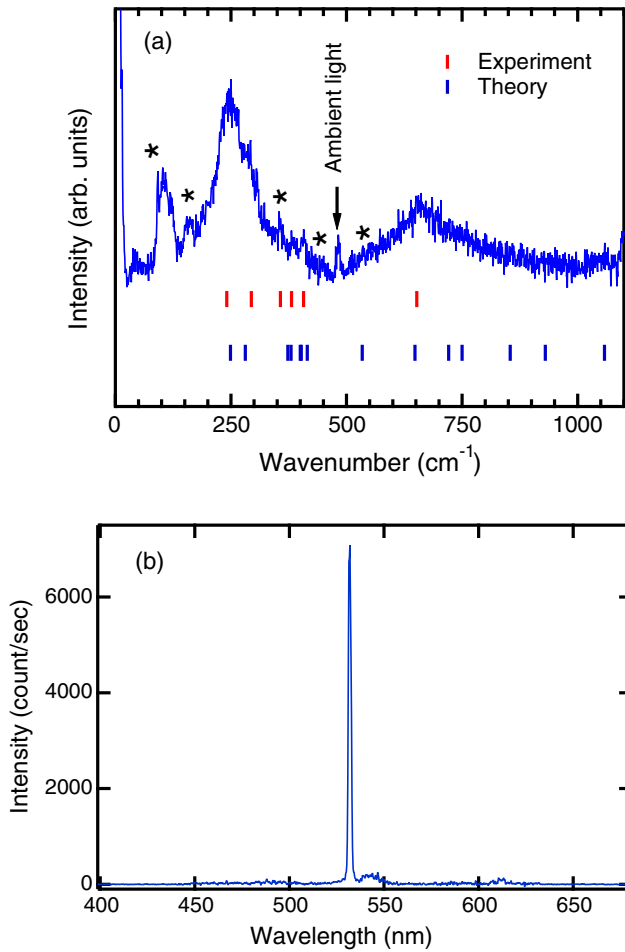 (a)
Experiment
Theory
Ambient light
*
*
*
*
*
Intensity (arb. units)
0 250 500 750 1000
Wavenumber (cm⁻¹)
(b)
6000
4000
2000
0
Intensity (count/sec)
400 450 500 550 600 650
Wavelength (nm)